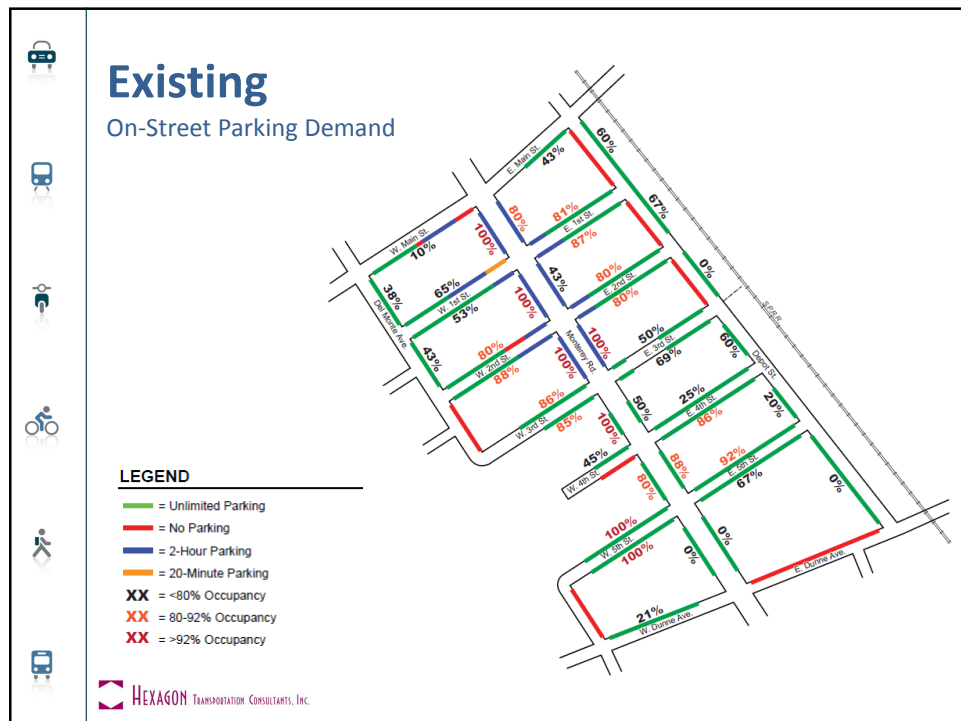 Existing
On-Street Parking Demand
E. Main St.
43%
60%
67%
80%
81%
E. 1st St.
87%
W. Main St.
10%
100%
38%
65%
W. 1st St.
53%
43%
80%
E. 2nd St.
80%
0%
S.P.R.R.
Del Monte Ave.
100%
43%
80%
W. 2nd St.
88%
Monterey Rd.
100%
100%
50%
E. 3rd St.
69%
60%
Depot St.
86%
W. 3rd St.
85%
100%
50%
25%
E. 4th St.
86%
20%
45%
W. 4th St.
80%
88%
92%
E. 5th St.
67%
0%
100%
W. 5th St.
100%
0%
0%
E. Dunne Ave.
21%
W. Dunne Ave.
LEGEND
= Unlimited Parking
= No Parking
= 2-Hour Parking
= 20-Minute Parking
XX = <80% Occupancy
XX = 80-92% Occupancy
XX = >92% Occupancy
HEXAGON TRANSPORTATION CONSULTANTS, INC.